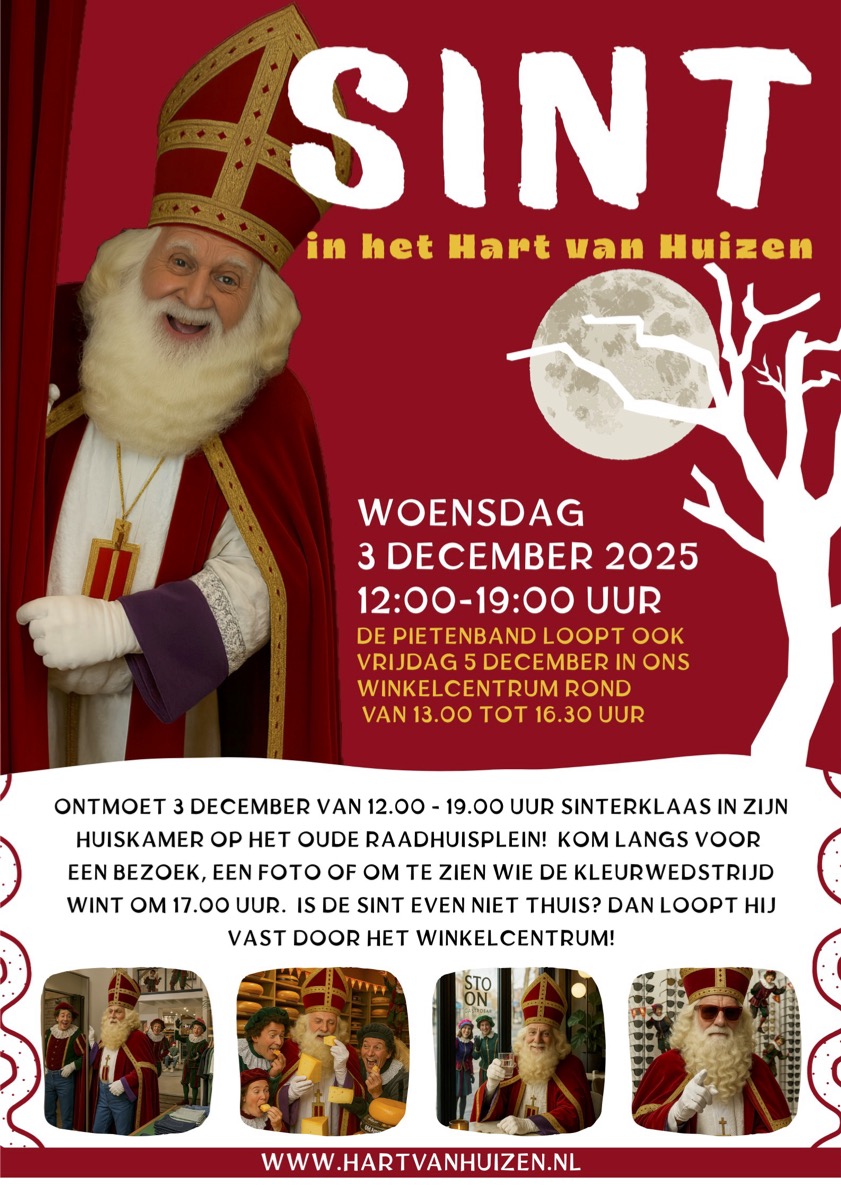 SINT
in het Hart van Huizen
WOENSDAG
3 DECEMBER 2025
12:00-19:00 UUR
DE PIETENBAND LOOPT OOK
VRIJDAG 5 DECEMBER IN ONS
WINKELCENTRUM ROND
VAN 13.00 TOT 16.30 UUR
ONTMOET 3 DECEMBER VAN 12.00 - 19.00 UUR SINTERKLAAS IN ZIJN
HUISKAMER OP HET OUDE RAADHUISPLEIN! KOM LANGS VOOR
EEN BEZOEK, EEN FOTO OF OM TE ZIEN WIE DE KLEURWEDSTRIJD
WINT OM 17.00 UUR. IS DE SINT EVEN NIET THUIS? DAN LOOPT HIJ
VAST DOOR HET WINKELCENTRUM!
STO
ON
WWW.HARTVANHUIZEN.NL